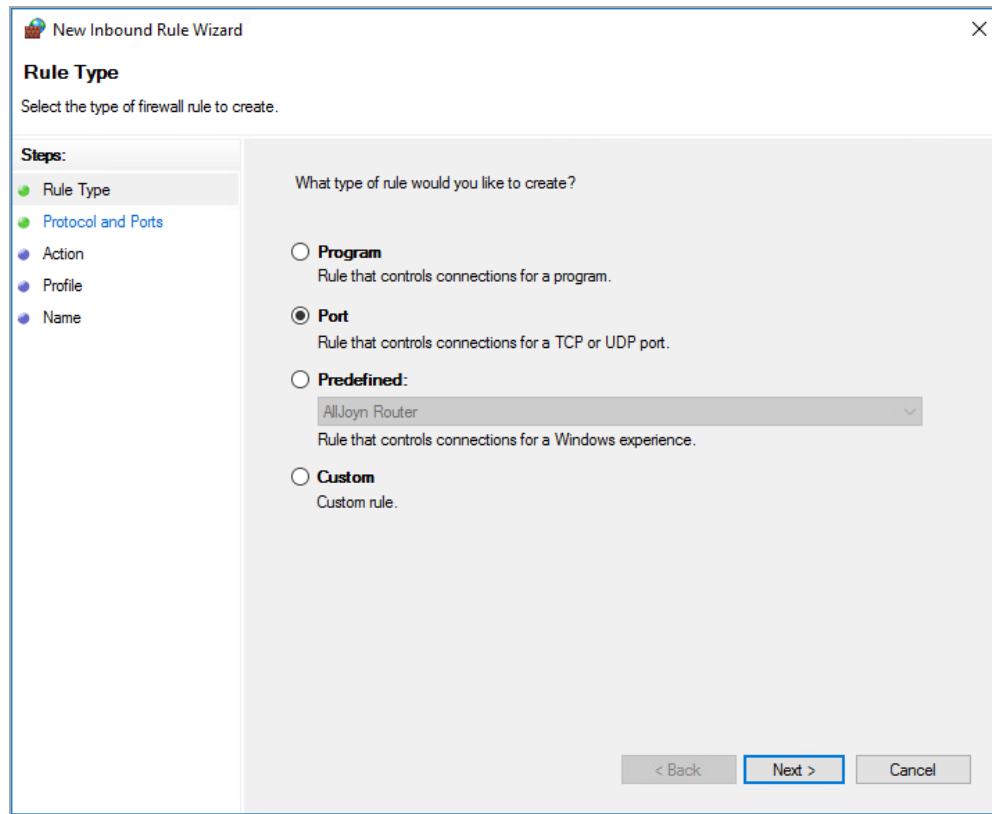 New Inbound Rule Wizard
Rule Type
Select the type of firewall rule to create.
Steps:
Rule Type
Protocol and Ports
Action
Profile
Name
What type of rule would you like to create?
Program
Rule that controls connections for a program.
Port
Rule that controls connections for a TCP or UDP port.
Predefined:
AllJoyn Router
Rule that controls connections for a Windows experience.
Custom
Custom rule.
< Back Next > Cancel